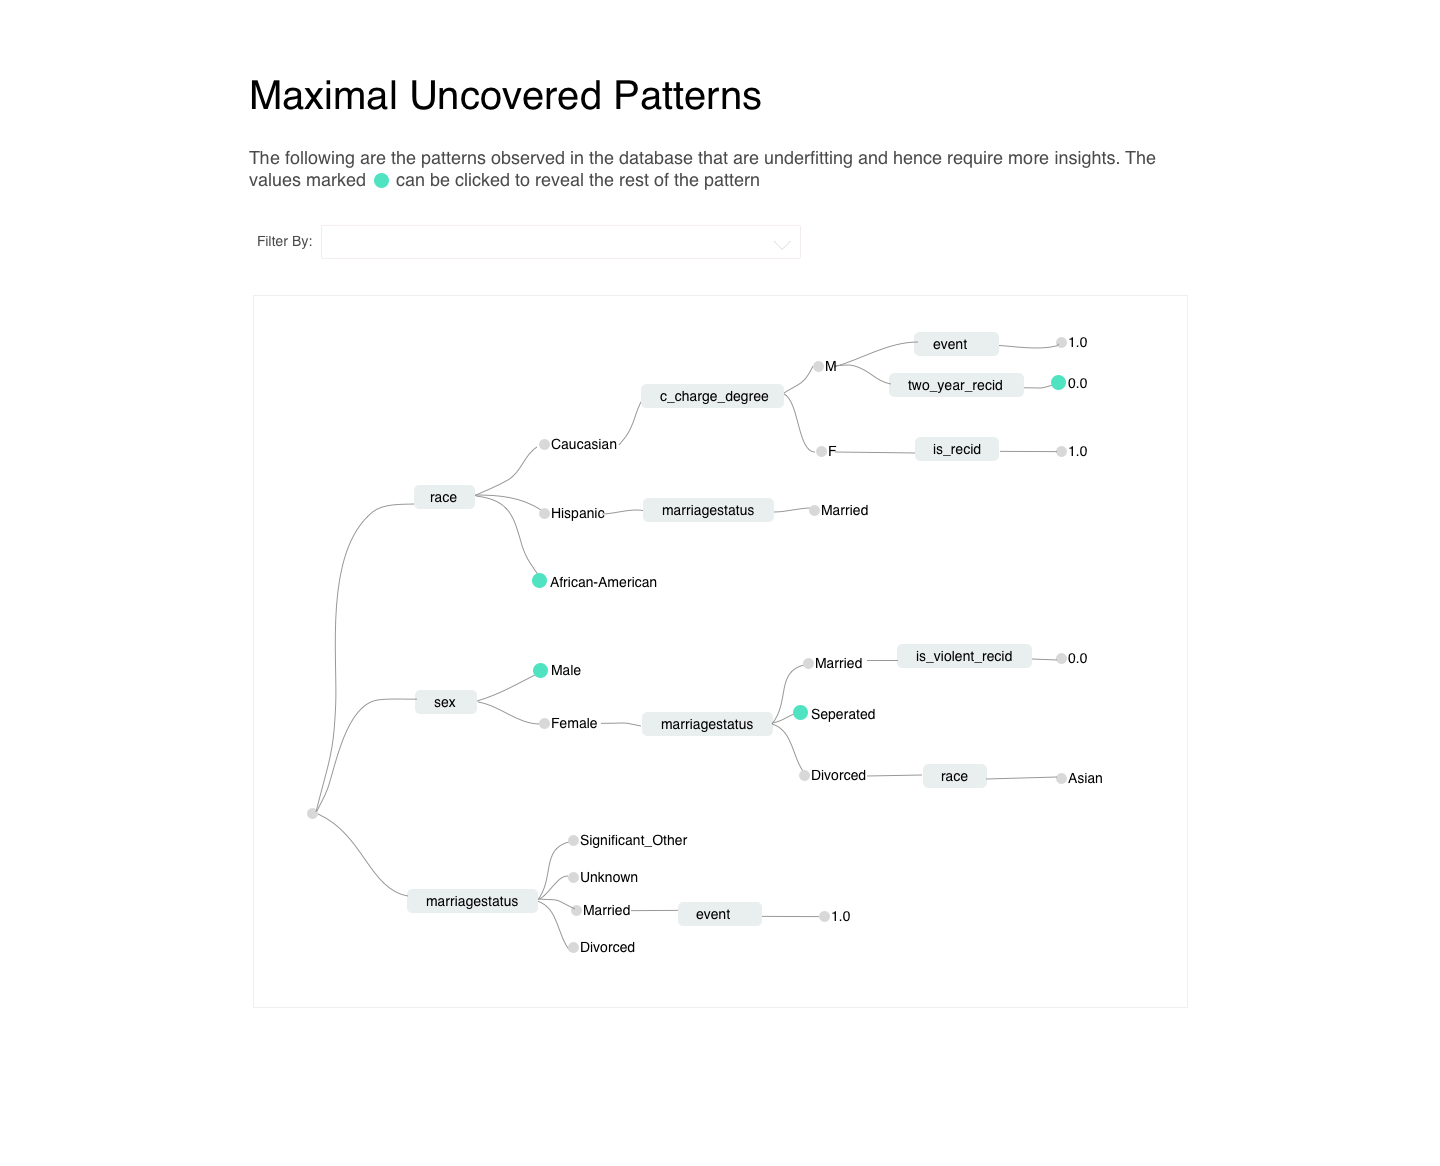 Maximal Uncovered Patterns
The following are the patterns observed in the database that are underfitting and hence require more insights. The
values marked can be clicked to reveal the rest of the pattern
Filter By:
event
1.0
M
two_year_recid
0.0
c_charge_degree
Caucasian
F
is_recid
1.0
race
Hispanic
marriagestatus
Married
African-American
Married
is_violent_recid
0.0
Male
sex
Seperated
Female
marriagestatus
Divorced
race
Asian
Significant_Other
Unknown
marriagestatus
Married
event
1.0
Divorced